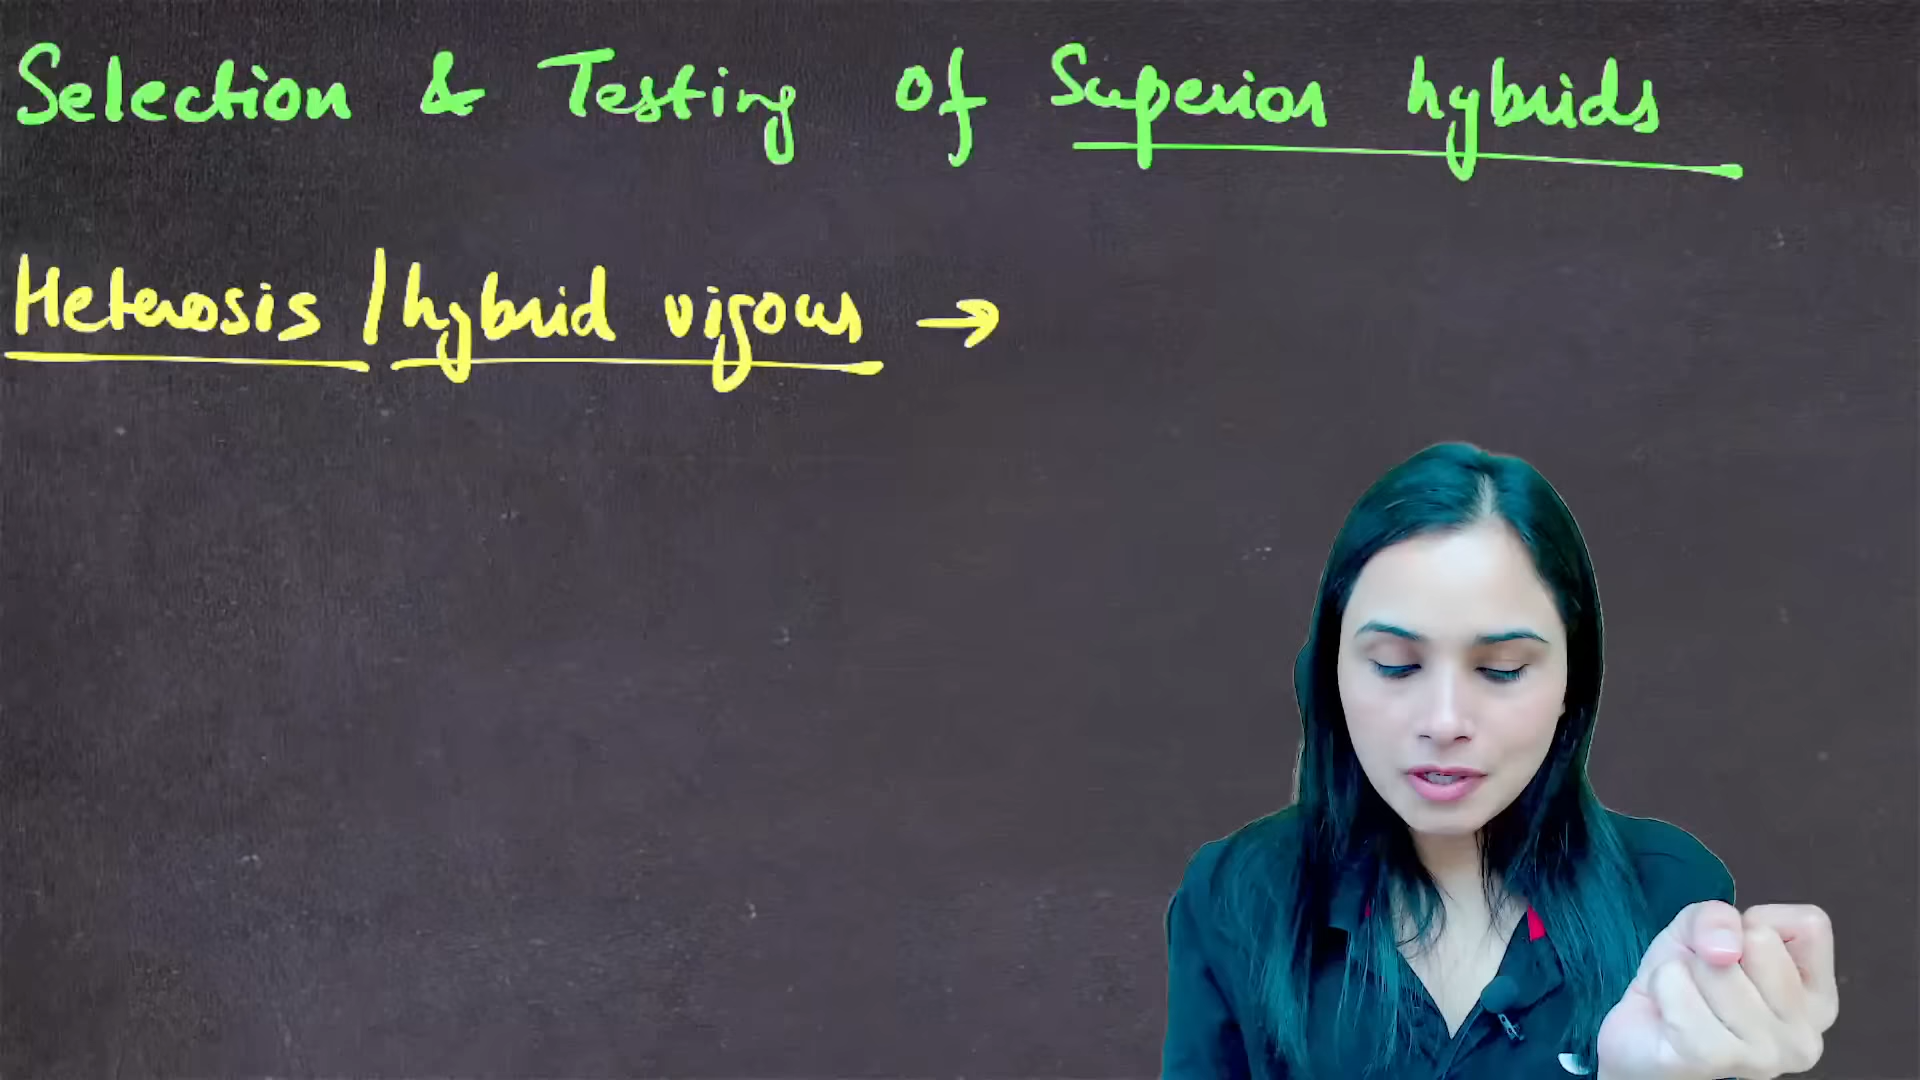 Selection & Testing of Superior hybrids
Heterosis / hybrid vigour →